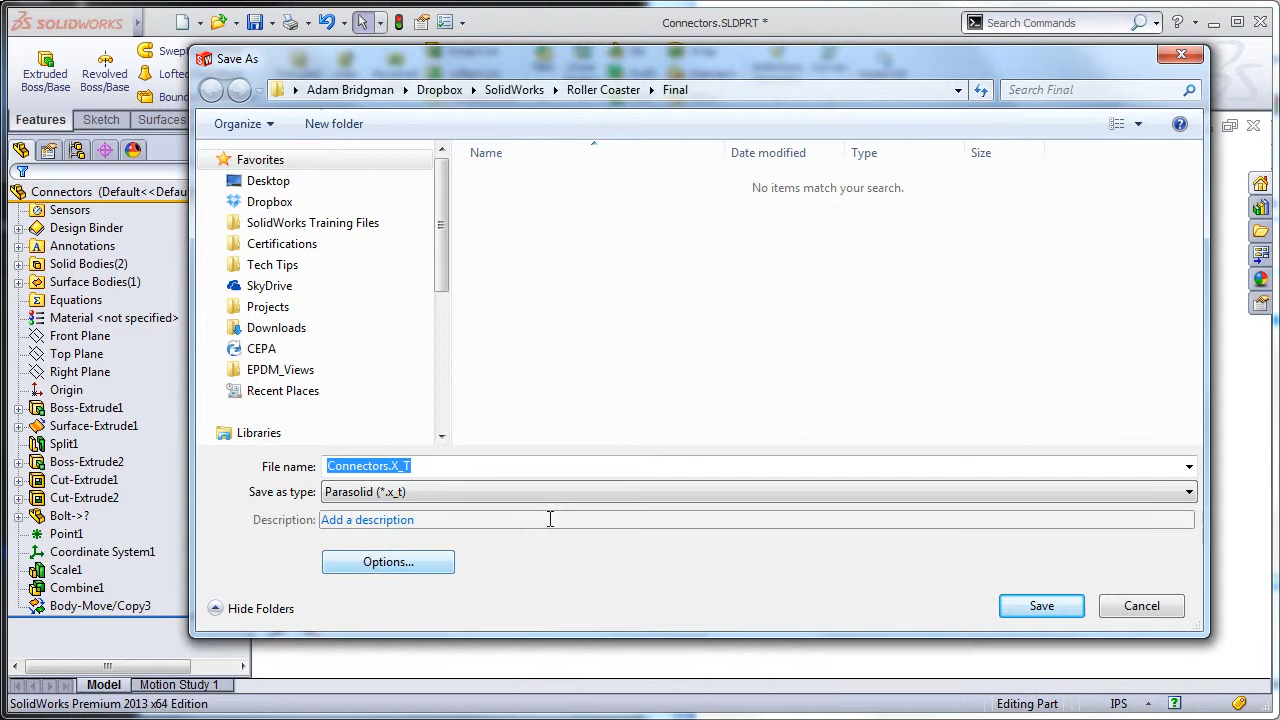 SOLIDWORKS
Connectors.SLDPRT *
Search Commands
Extruded
Boss/Base
Revolved
Boss/Base
Swept
Lofted
Bound
Features
Sketch
Surfaces
Save As
Adam Bridgman
Dropbox
SolidWorks
Roller Coaster
Final
Search Final
Organize
New folder
Name
Date modified
Type
Size
No items match your search.
Favorites
Desktop
Dropbox
SolidWorks Training Files
Certifications
Tech Tips
SkyDrive
Projects
Downloads
CEPA
EPDM_Views
Recent Places
Libraries
Connectors (Default<<Defau
Sensors
Design Binder
Annotations
Solid Bodies(2)
Surface Bodies(1)
Equations
Material <not specified>
Front Plane
Top Plane
Right Plane
Origin
Boss-Extrude1
Surface-Extrude1
Split1
Boss-Extrude2
Cut-Extrude1
Cut-Extrude2
Bolt->?
Point1
Coordinate System1
Scale1
Combine1
Body-Move/Copy3
File name: Connectors.X_T
Save as type: Parasolid (*.x_t)
Description: Add a description
Options...
Hide Folders
Save
Cancel
Model
Motion Study 1
SolidWorks Premium 2013 x64 Edition
Editing Part
IPS